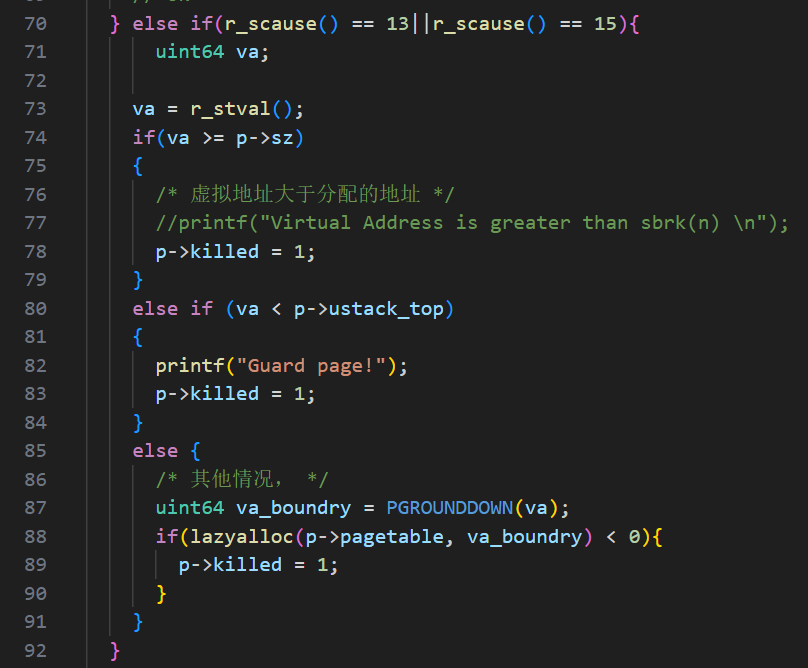 70 } else if(r_scause() == 13||r_scause() == 15){
71 uint64 va;
72
73 va = r_stval();
74 if(va >= p->sz)
75 {
76 /* 虚拟地址大于分配的地址 */
77 //printf("Virtual Address is greater than sbrk(n) \n");
78 p->killed = 1;
79 }
80 else if (va < p->ustack_top)
81 {
82 printf("Guard page!");
83 p->killed = 1;
84 }
85 else {
86 /* 其他情况， */
87 uint64 va_boundry = PGROUNDDOWN(va);
88 if(lazyalloc(p->pagetable, va_boundry) < 0){
89 p->killed = 1;
90 }
91 }
92 }